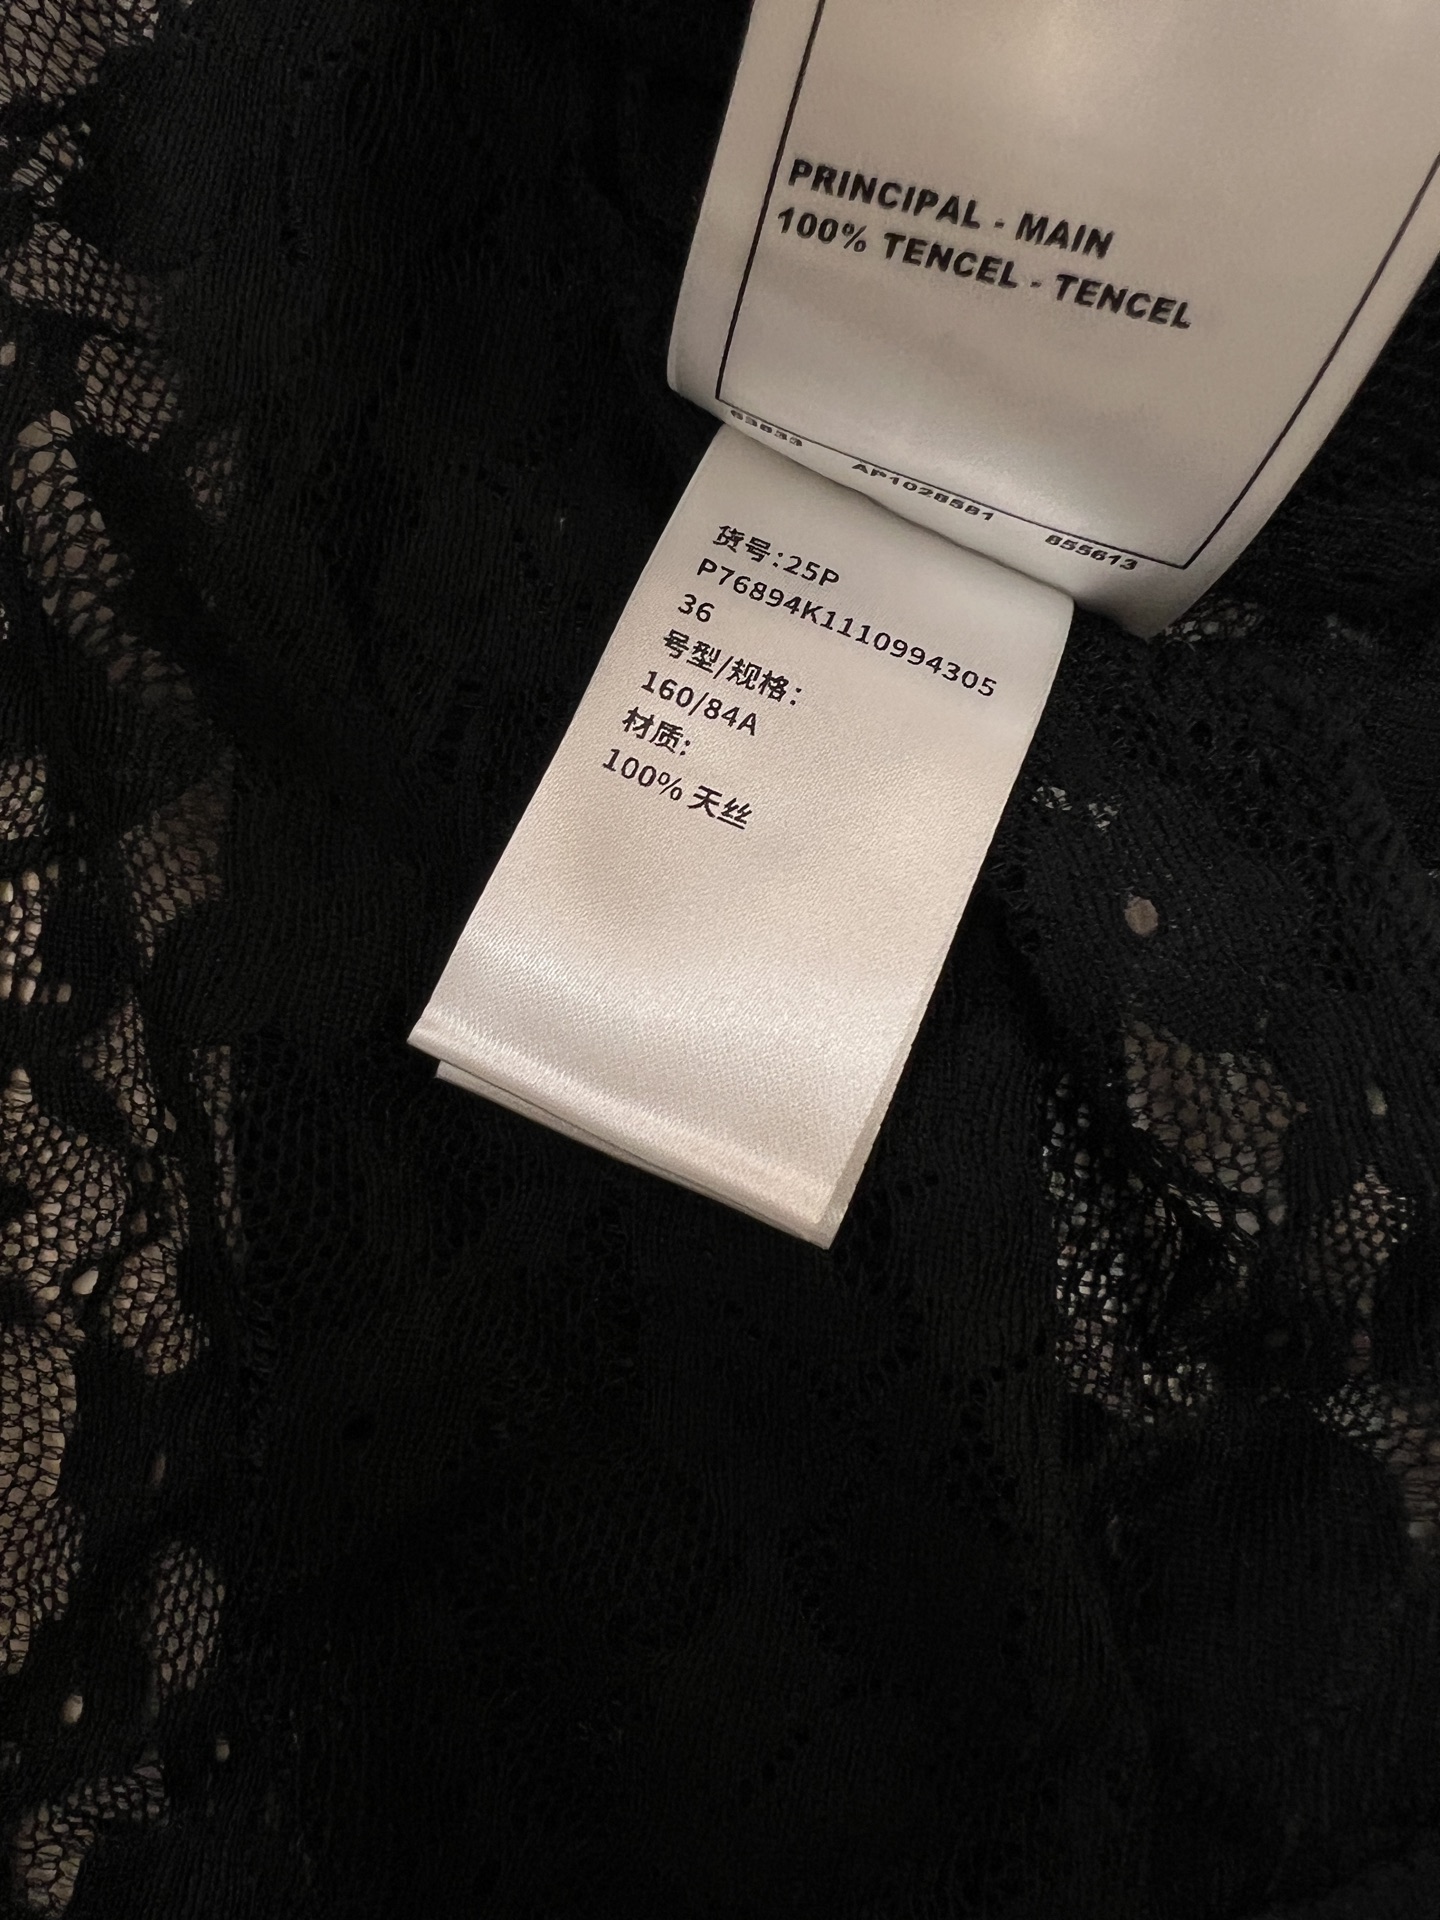 PRINCIPAL - MAIN
100% TENCEL - TENCEL
63833 AP1028581 855613
货号:25P
P76894K1110994305
36
号型/规格:
160/84A
材质:
100% 天丝